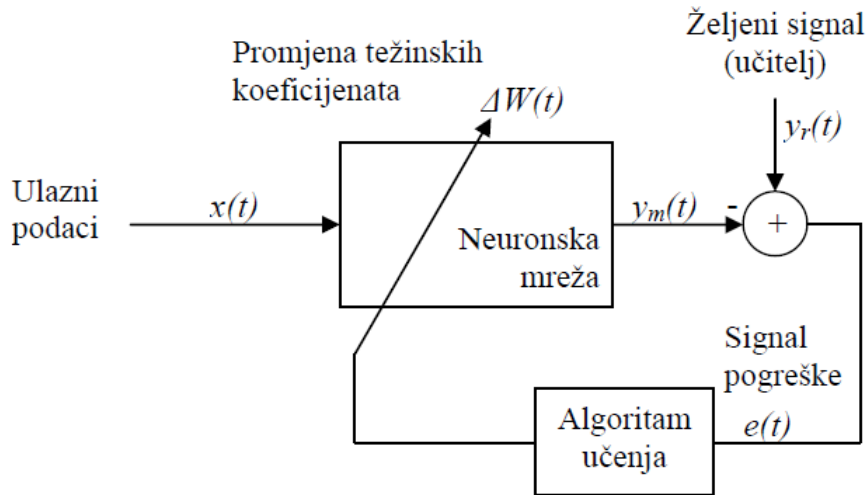 Željeni signal
(učitelj)
Promjena težinskih
koeficijenata
ΔW(t)
y_r(t)
Ulazni
podaci
x(t)
y_m(t)
-
+
Neuronska
mreža
Signal
pogreške
Algoritam
učenja
e(t)